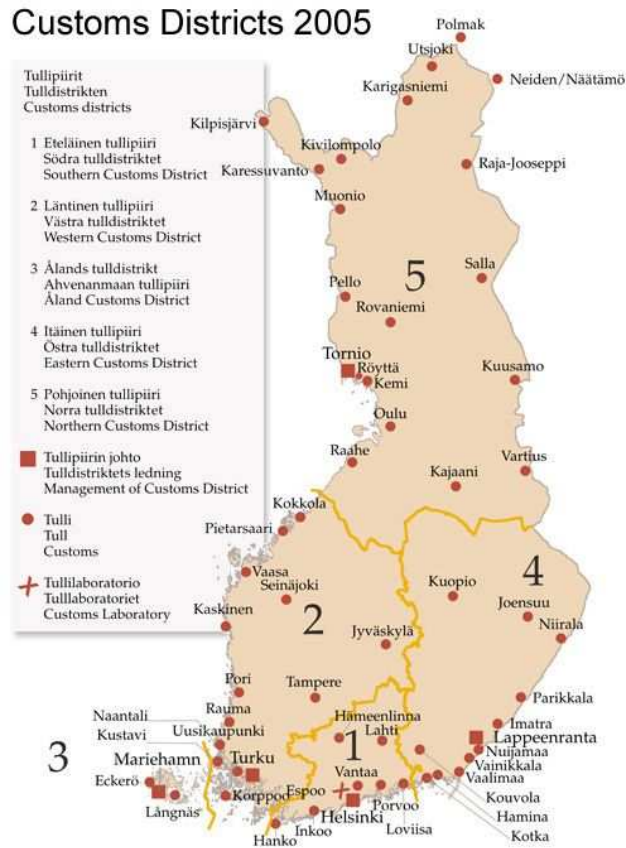 Customs Districts 2005
Tullipiirit
Tulldistrikten
Customs districts
1 Eteläinen tullipiiri
Södra tulldistriktet
Southern Customs District
2 Läntinen tullipiiri
Västra tulldistriktet
Western Customs District
3 Ålands tulldistrikt
Ahvenanmaan tullipiiri
Åland Customs District
4 Itäinen tullipiiri
Östra tulldistriktet
Eastern Customs District
5 Pohjoinen tullipiiri
Norra tulldistriktet
Northern Customs District
Tullipiirin johto
Tulldistriktets ledning
Management of Customs District
Tulli
Tull
Customs
Tullilaboratorio
Tulllaboratoriet
Customs Laboratory
Polmak
Utsjoki
Neiden/Näätämö
Karigasniemi
Kilpisjärvi
Kivilompolo
Raja-Jooseppi
Karessuvanto
Muonio
5
Salla
Pello
Rovaniemi
Tornio
Röyttä
Kemi
Kuusamo
Oulu
Raahe
Vartius
Kajaani
Kokkola
Pietarsaari
Vaasa
Seinäjoki
Kuopio
4
Joensuu
Kaskinen
2
Niirala
Jyväskylä
Pori
Tampere
Parikkala
Rauma
Naantali
Hämeenlinna
Imatra
Kustavi
Uusikaupunki
Lahti
Lappeenranta
3
Mariehamn
Turku
1
Nuijamaa
Vainikkala
Eckerö
Vantaa
Vaalimaa
Korppoo
Espoo
Långnäs
Porvoo
Kouvola
Helsinki
Hamina
Inkoo
Loviisa
Kotka
Hanko